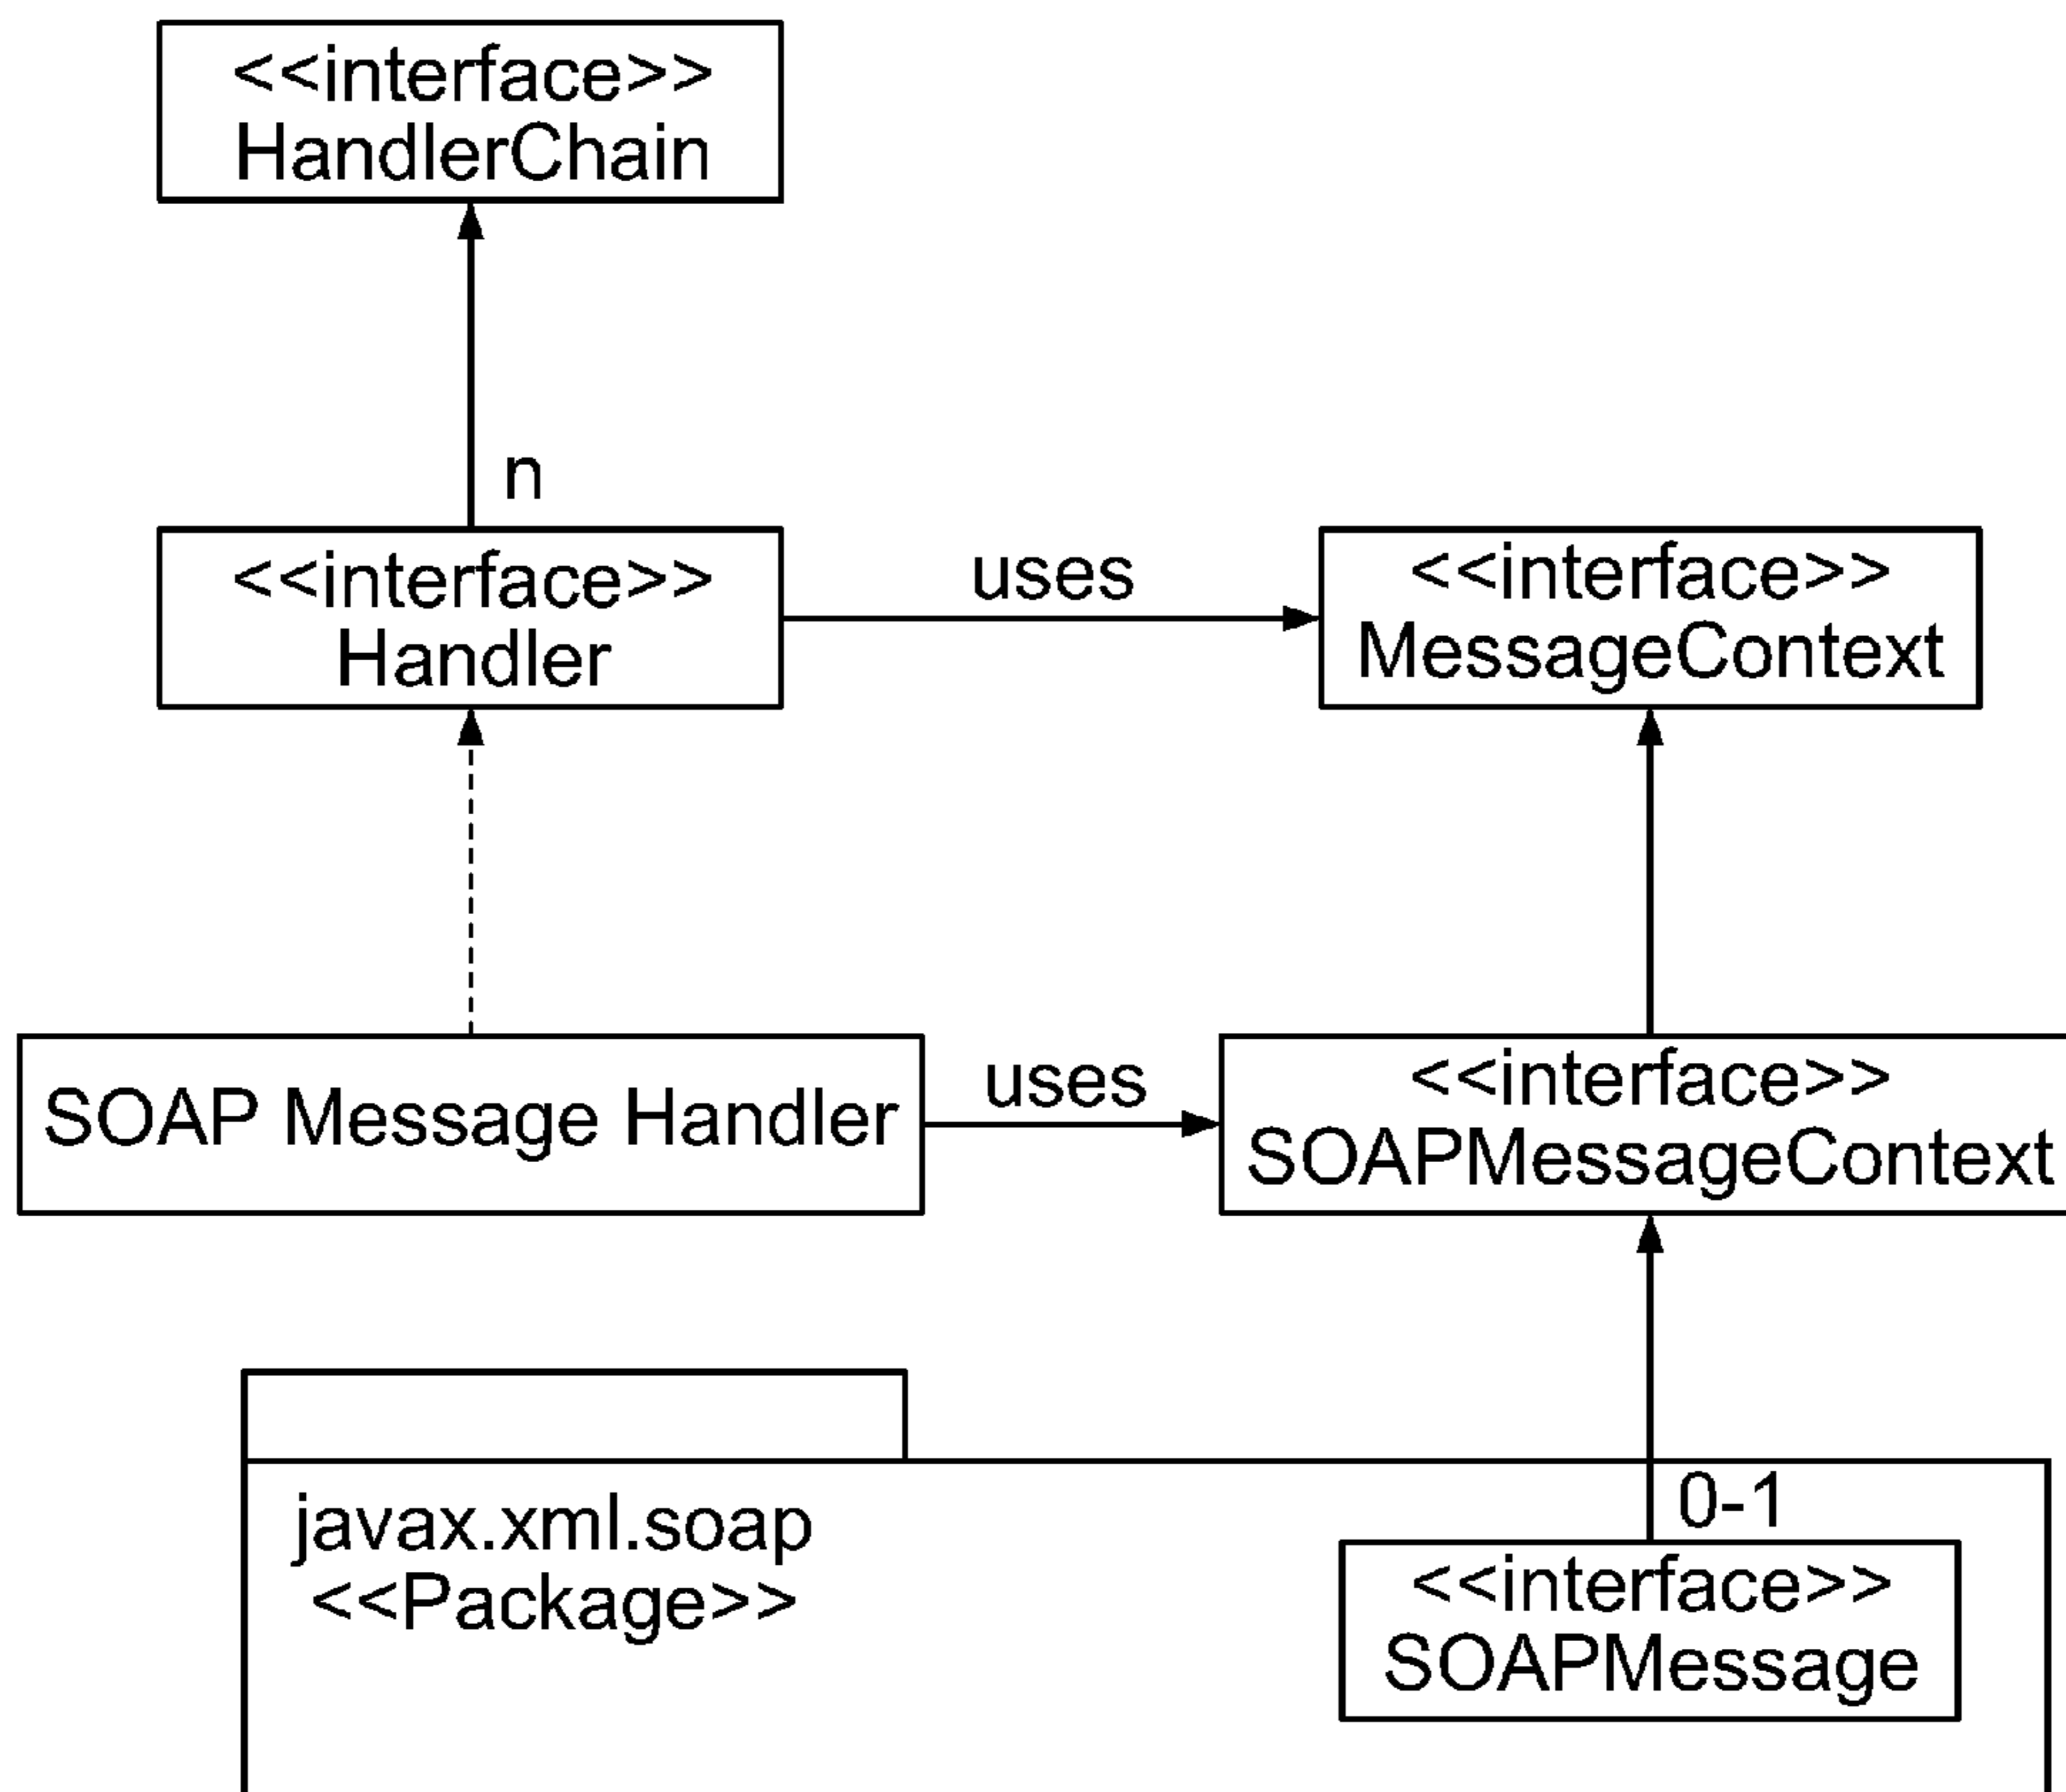 <<interface>>
HandlerChain
n
<<interface>>
Handler
uses
<<interface>>
MessageContext
SOAP Message Handler
uses
<<interface>>
SOAPMessageContext
javax.xml.soap
<<Package>>
0-1
<<interface>>
SOAPMessage